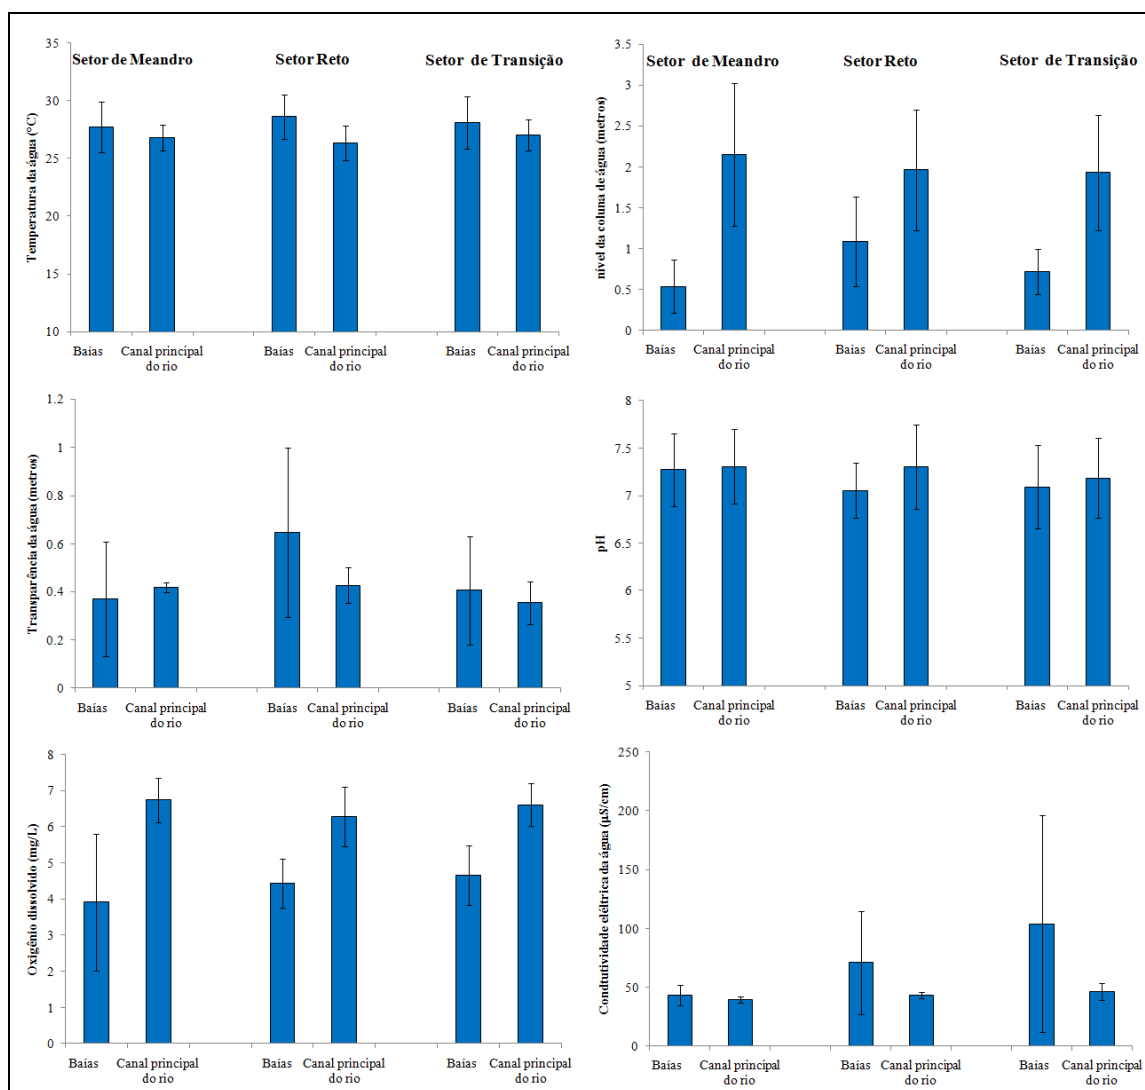 Temperatura da água (°C)
35
30
25
20
15
10
Setor de Meandro
Setor Reto
Setor de Transição
Baías
Canal principal
do rio
Baías
Canal principal
do rio
Baías
Canal principal
do rio
nível da coluna de água (metros)
3.5
3
2.5
2
1.5
1
0.5
0
Setor de Meandro
Setor Reto
Setor de Transição
Baías
Canal principal
do rio
Baías
Canal principal
do rio
Baías
Canal principal
do rio
Transparência da água (metros)
1.2
1
0.8
0.6
0.4
0.2
0
Baías
Canal principal
do rio
Baías
Canal principal
do rio
Baías
Canal principal
do rio
pH
8
7.5
7
6.5
6
5.5
5
Baías
Canal principal
do rio
Baías
Canal principal
do rio
Baías
Canal principal
do rio
Oxigênio dissolvido (mg/L)
8
7
6
5
4
3
2
1
0
Baías
Canal principal
do rio
Baías
Canal principal
do rio
Baías
Canal principal
do rio
Condtutividade elétrica da água (µS/cm)
250
200
150
100
50
0
Baías
Canal principal
do rio
Baías
Canal principal
do rio
Baías
Canal principal
do rio